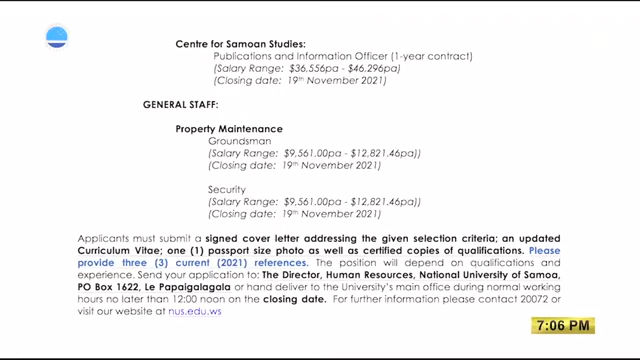 Centre for Samoan Studies:
Publications and Information Officer (1-year contract)
(Salary Range: $36,556pa - $46,296pa)
(Closing date: 19th November 2021)
GENERAL STAFF:
Property Maintenance
Groundsman
(Salary Range: $9,561.00pa - $12,821.46pa))
(Closing date: 19th November 2021)
Security
(Salary Range: $9,561.00pa - $12,821.46pa))
(Closing date: 19th November 2021)
Applicants must submit a signed cover letter addressing the given selection criteria; an updated
Curriculum Vitae; one (1) passport size photo as well as certified copies of qualifications. Please
provide three (3) current (2021) references. The position will depend on qualifications and
experience. Send your application to: The Director, Human Resources, National University of Samoa,
PO Box 1622, Le Papaigalagala or hand deliver to the University's main office during normal working
hours no later than 12:00 noon on the closing date. For further information please contact 20072 or
visit our website at nus.edu.ws
7:06 PM